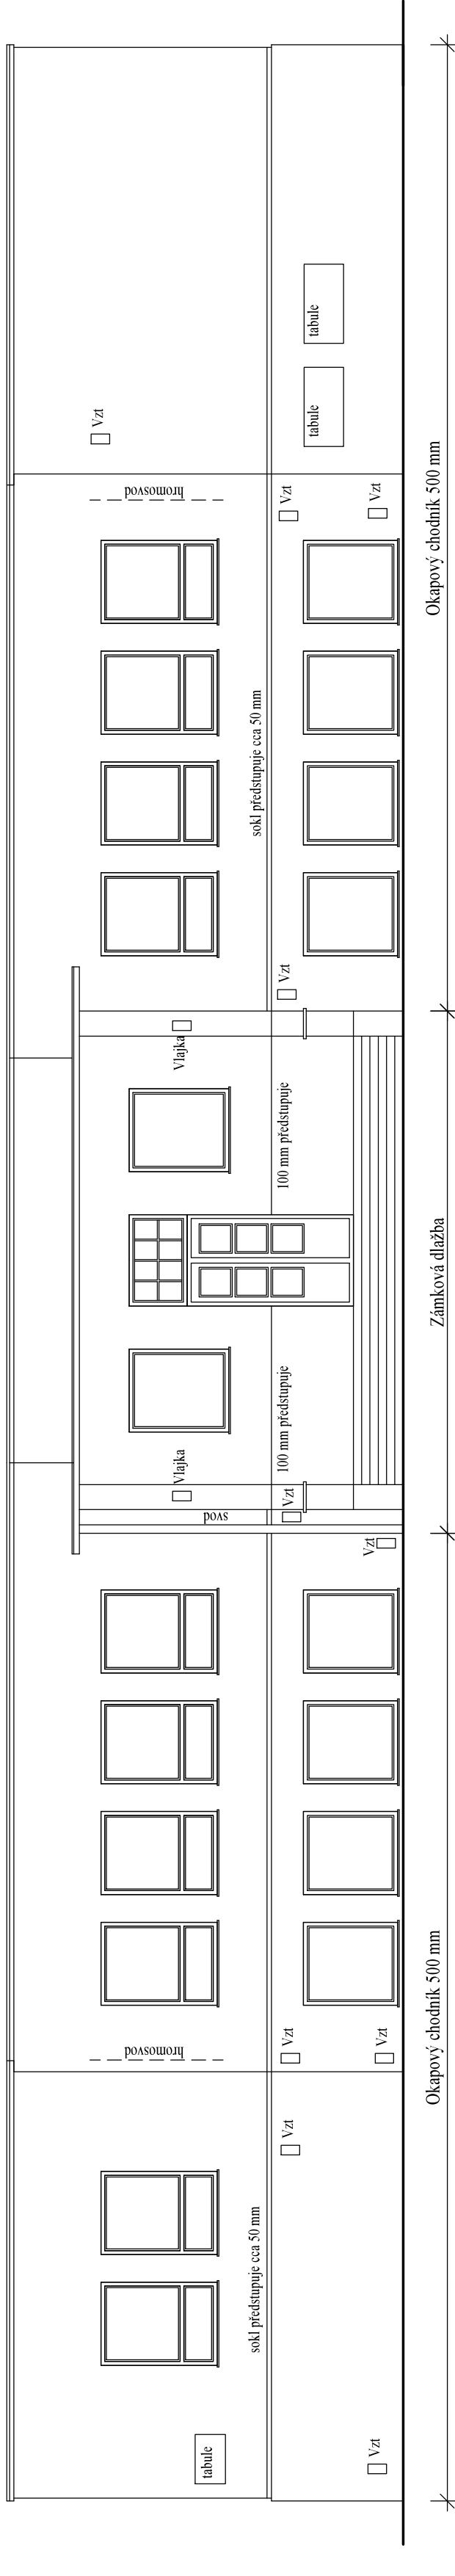 tabule
Vzt
sokl předstupuje cca 50 mm
Vzt
hromosvod
Vzt
Vzt
Okapový chodník 500 mm
Vzt
svod
Vzt
Vlajka
100 mm předstupuje
Zámková dlažba
100 mm předstupuje
Vlajka
Vzt
sokl předstupuje cca 50 mm
hromosvod
Vzt
Vzt
Okapový chodník 500 mm
Vzt
tabule
tabule